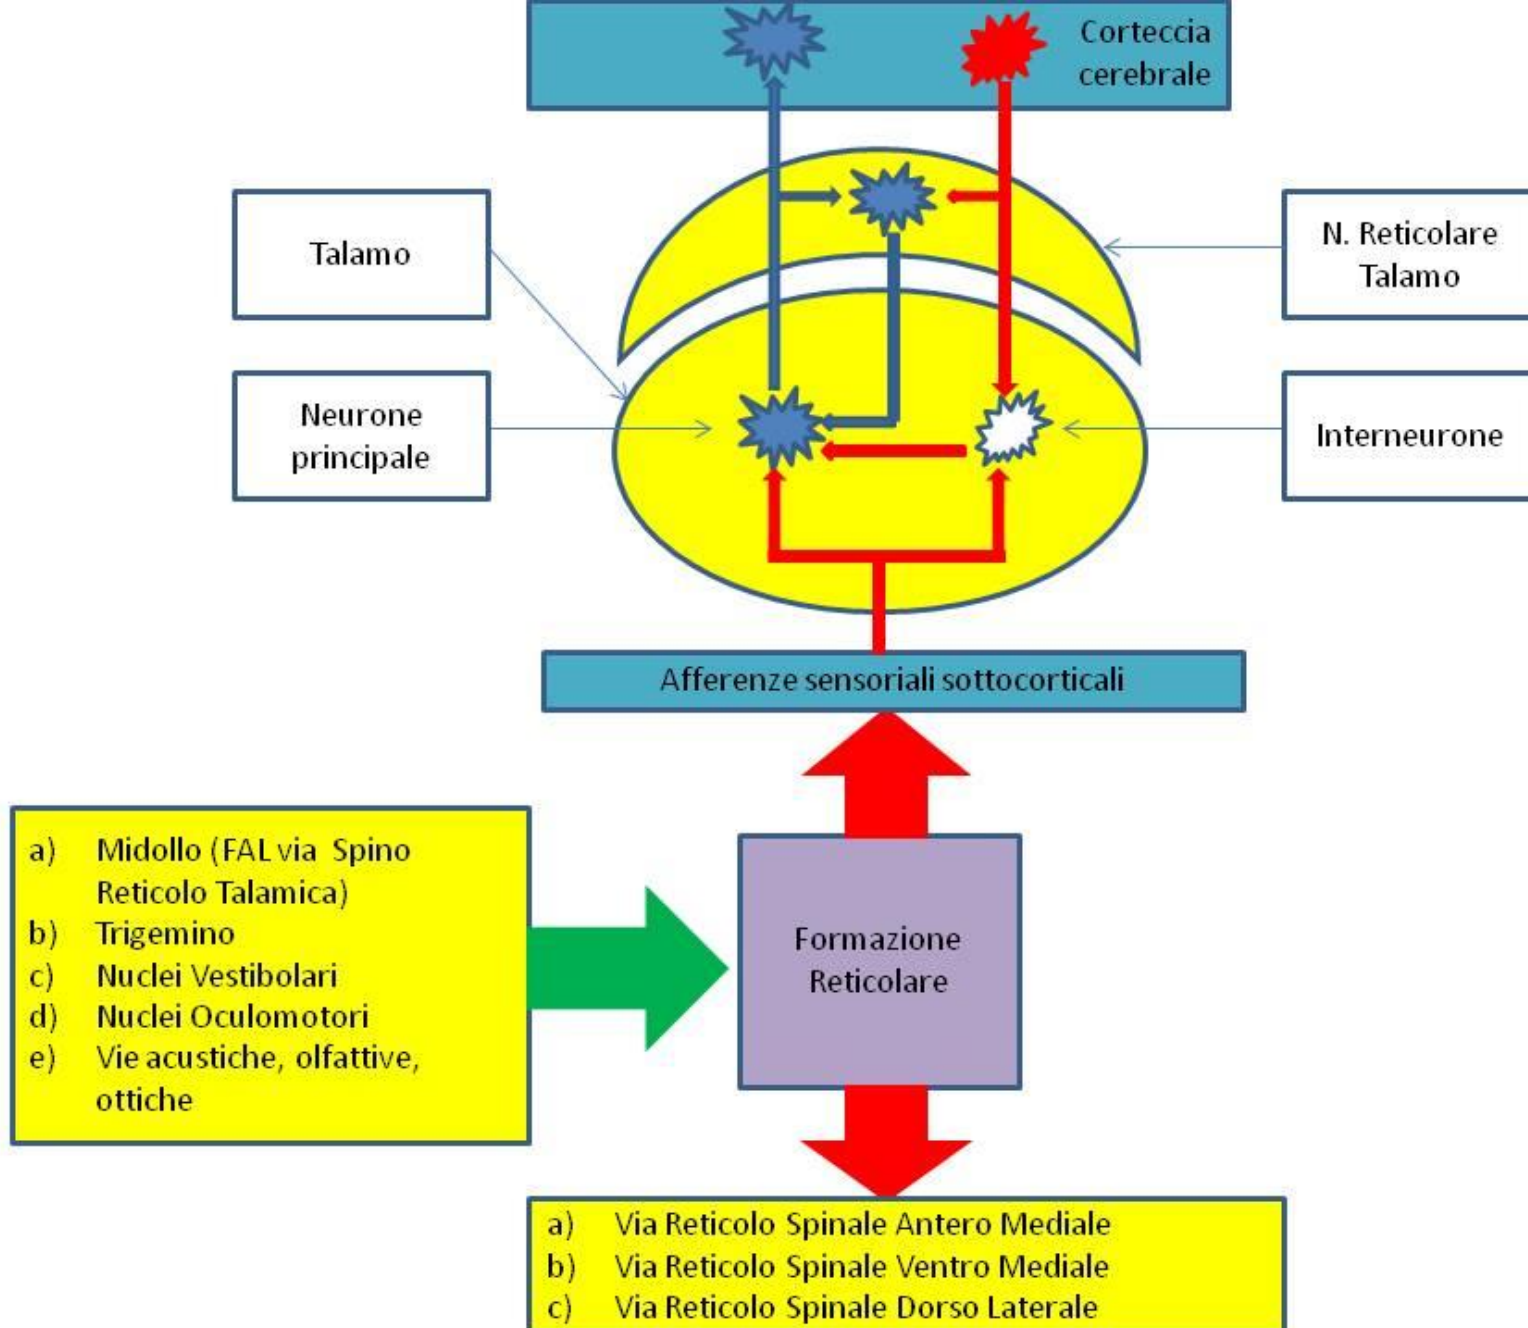 Corteccia
cerebrale
Talamo
N. Reticolare
Talamo
Neurone
principale
Interneurone
Afferenze sensoriali sottocorticali
a) Midollo (FAL via Spino
Reticolo Talamica)
b) Trigemino
c) Nuclei Vestibolari
d) Nuclei Oculomotori
e) Vie acustiche, olfattive,
ottiche
Formazione
Reticolare
a) Via Reticolo Spinale Antero Mediale
b) Via Reticolo Spinale Ventro Mediale
c) Via Reticolo Spinale Dorso Laterale